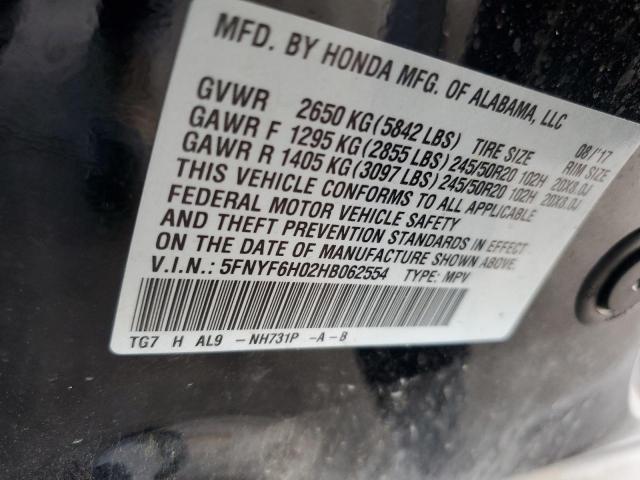 MFD. BY HONDA MFG. OF ALABAMA, LLC
08/'17
GVWR 2650 KG (5842 LBS) TIRE SIZE RIM SIZE
GAWR F 1295 KG (2855 LBS) 245/50R20 102H 20X8.0J
GAWR R 1405 KG (3097 LBS) 245/50R20 102H 20X8.0J
THIS VEHICLE CONFORMS TO ALL APPLICABLE
FEDERAL MOTOR VEHICLE SAFETY
AND THEFT PREVENTION STANDARDS IN EFFECT
ON THE DATE OF MANUFACTURE SHOWN ABOVE.
V.I.N.: 5FNYF6H02HB062554 TYPE: MPV
TG7 H AL9 -NH731P -A-B